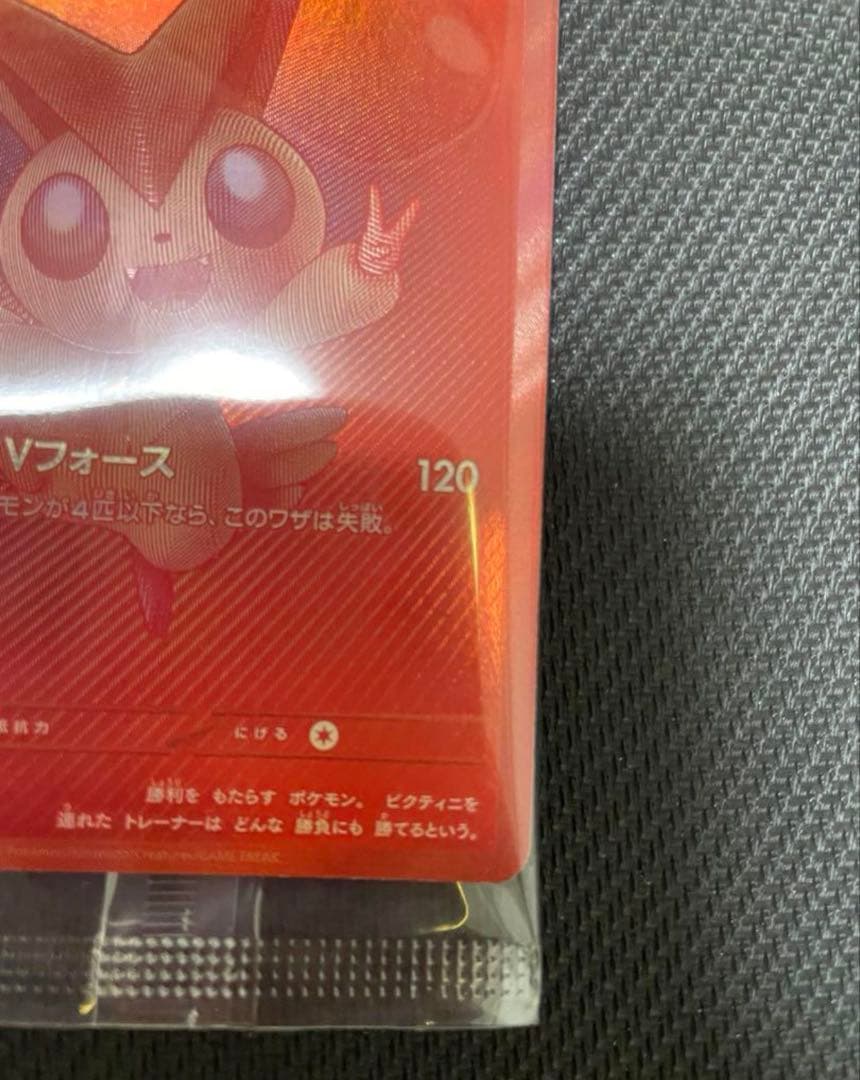 Vフォース 120
モンが4匹以下なら、このワザは失敗。
抵抗力 にげる
勝利を もたらす ポケモン。 ビクティニを
連れた トレーナーは どんな 勝負にも 勝てるという。